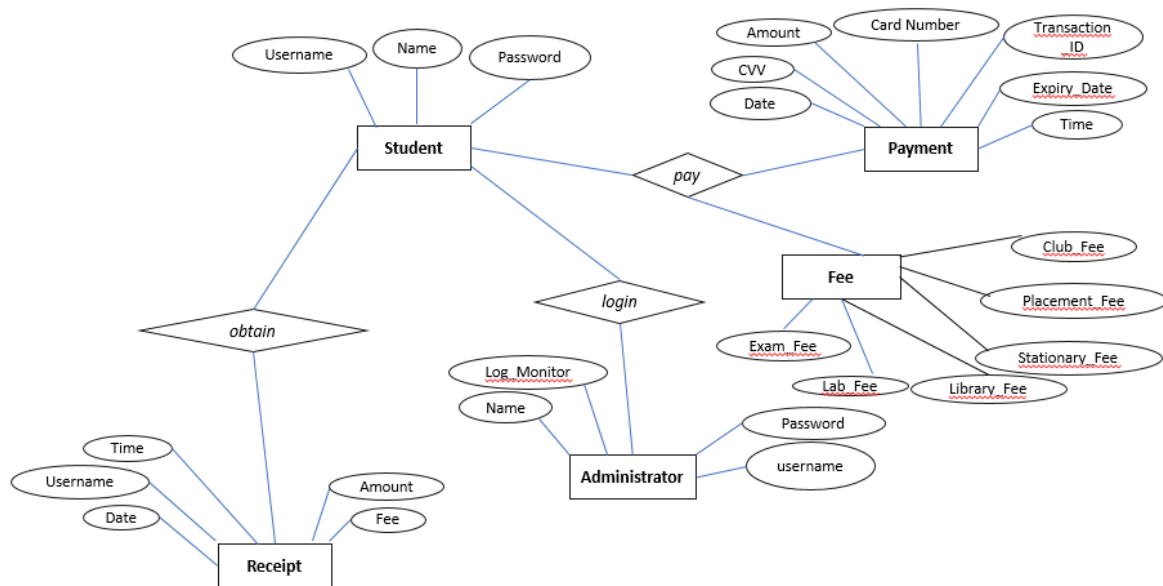 Username
Name
Password
Student
Amount
Card Number
Transaction
_ID
CVV
Expiry_Date
Date
Time
Payment
pay
Club_Fee
Fee
Placement_Fee
Exam_Fee
Stationary_Fee
Lab_Fee
Library_Fee
obtain
login
Log_Monitor
Name
Password
username
Administrator
Time
Username
Date
Amount
Fee
Receipt